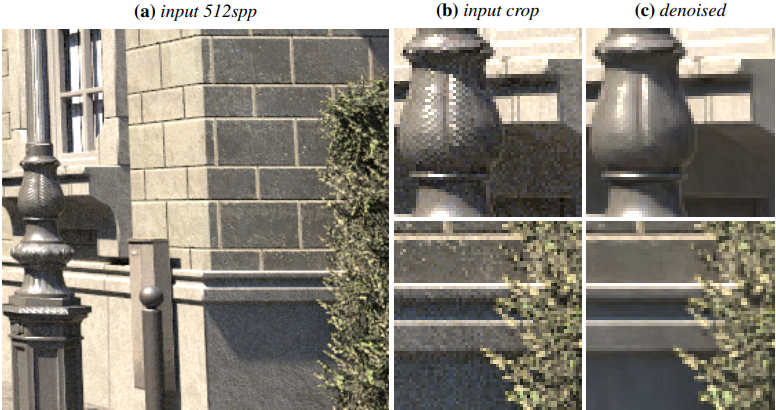 (a) input 512spp
(b) input crop
(c) denoised